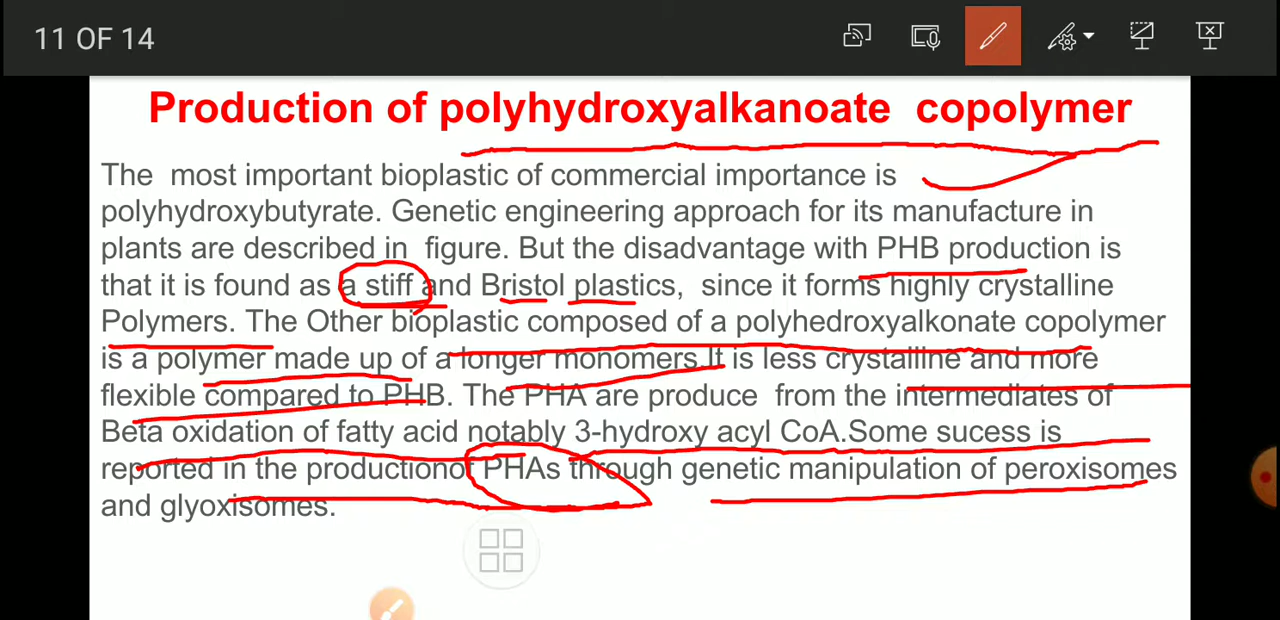 11 OF 14
Production of polyhydroxyalkanoate copolymer
The most important bioplastic of commercial importance is
polyhydroxybutyrate. Genetic engineering approach for its manufacture in
plants are described in figure. But the disadvantage with PHB production is
that it is found as a stiff and Bristol plastics, since it forms highly crystalline
Polymers. The Other bioplastic composed of a polyhedroxyalkonate copolymer
is a polymer made up of a longer monomers.It is less crystalline and more
flexible compared to PHB. The PHA are produce from the intermediates of
Beta oxidation of fatty acid notably 3-hydroxy acyl CoA.Some sucess is
reported in the productionof PHAs through genetic manipulation of peroxisomes
and glyoxisomes.